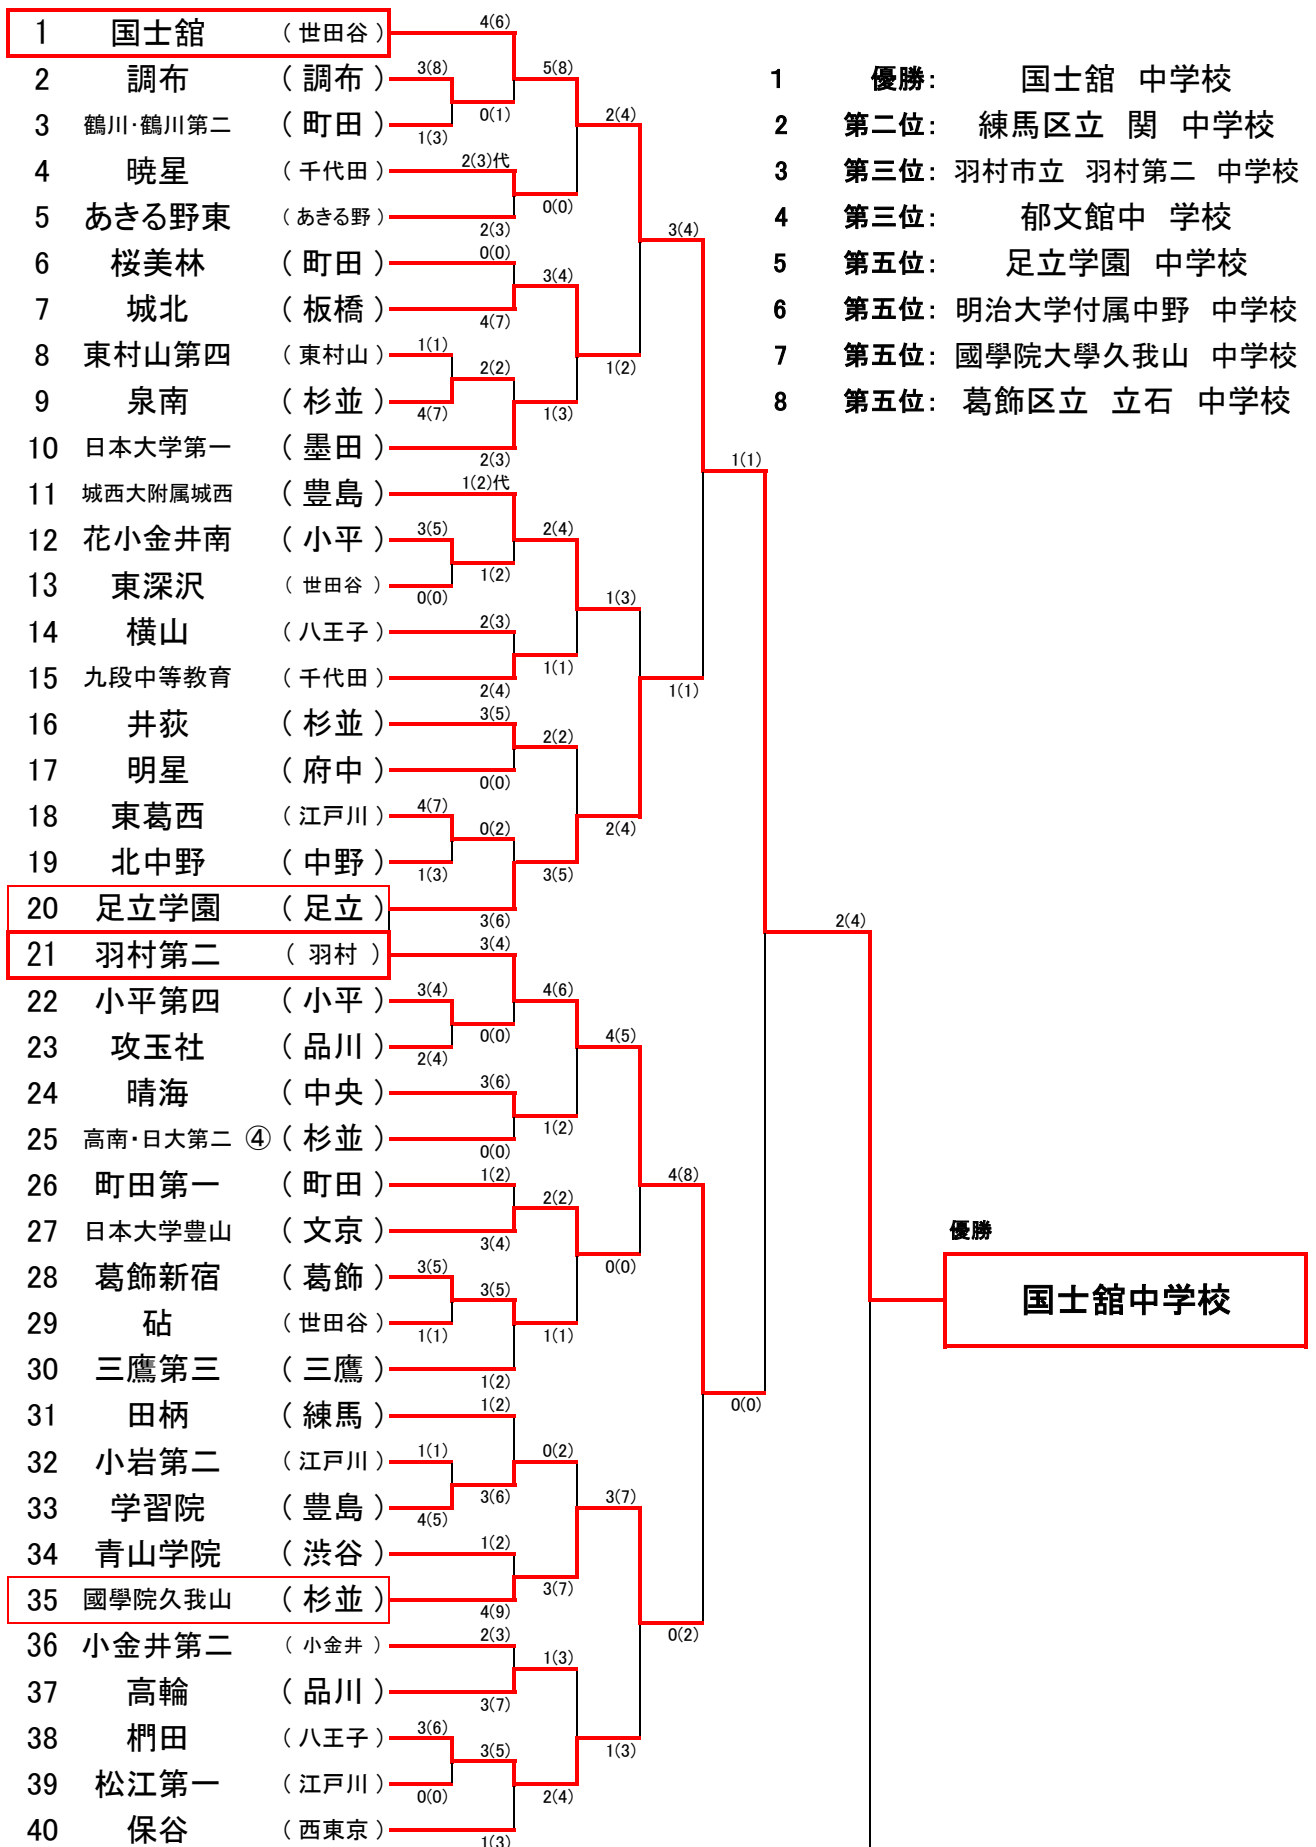 1 国士舘 （ 世田谷 ）
2 調布 （ 調布 ）
3 鶴川・鶴川第二 （ 町田 ）
4 暁星 （ 千代田 ）
5 あきる野東 （ あきる野 ）
6 桜美林 （ 町田 ）
7 城北 （ 板橋 ）
8 東村山第四 （ 東村山 ）
9 泉南 （ 杉並 ）
10 日本大学第一 （ 墨田 ）
11 城西大附属城西 （ 豊島 ）
12 花小金井南 （ 小平 ）
13 東深沢 （ 世田谷 ）
14 横山 （ 八王子 ）
15 九段中等教育 （ 千代田 ）
16 井荻 （ 杉並 ）
17 明星 （ 府中 ）
18 東葛西 （ 江戸川 ）
19 北中野 （ 中野 ）
20 足立学園 （ 足立 ）
21 羽村第二 （ 羽村 ）
22 小平第四 （ 小平 ）
23 攻玉社 （ 品川 ）
24 晴海 （ 中央 ）
25 高南・日大第二 ④ （ 杉並 ）
26 町田第一 （ 町田 ）
27 日本大学豊山 （ 文京 ）
28 葛飾新宿 （ 葛飾 ）
29 砧 （ 世田谷 ）
30 三鷹第三 （ 三鷹 ）
31 田柄 （ 練馬 ）
32 小岩第二 （ 江戸川 ）
33 学習院 （ 豊島 ）
34 青山学院 （ 渋谷 ）
35 國學院久我山 （ 杉並 ）
36 小金井第二 （ 小金井 ）
37 高輪 （ 品川 ）
38 椚田 （ 八王子 ）
39 松江第一 （ 江戸川 ）
40 保谷 （ 西東京 ）
3(8)
1(3)
1(1)
4(7)
3(5)
0(0)
4(7)
1(3)
3(4)
2(4)
3(5)
1(1)
1(1)
4(5)
3(6)
0(0)
4(6)
0(1)
2(3)代
2(3)
0(0)
4(7)
2(2)
2(3)
1(2)代
1(2)
2(3)
2(4)
3(5)
0(0)
0(2)
3(6)
3(4)
0(0)
3(6)
0(0)
1(2)
3(4)
3(5)
1(2)
1(2)
3(6)
1(2)
4(9)
2(3)
3(7)
3(5)
1(3)
5(8)
0(0)
3(4)
1(3)
2(4)
1(1)
2(2)
3(5)
4(6)
1(2)
2(2)
1(1)
0(2)
3(7)
1(3)
2(4)
2(4)
1(2)
1(3)
2(4)
4(5)
0(0)
3(7)
1(3)
3(4)
1(1)
4(8)
0(2)
1(1)
0(0)
2(4)
1 優勝： 国士舘 中学校
2 第二位： 練馬区立 関 中学校
3 第三位： 羽村市立 羽村第二 中学校
4 第三位： 郁文館中 学校
5 第五位： 足立学園 中学校
6 第五位： 明治大学付属中野 中学校
7 第五位： 國學院大學久我山 中学校
8 第五位： 葛飾区立 立石 中学校
優勝
国士舘中学校